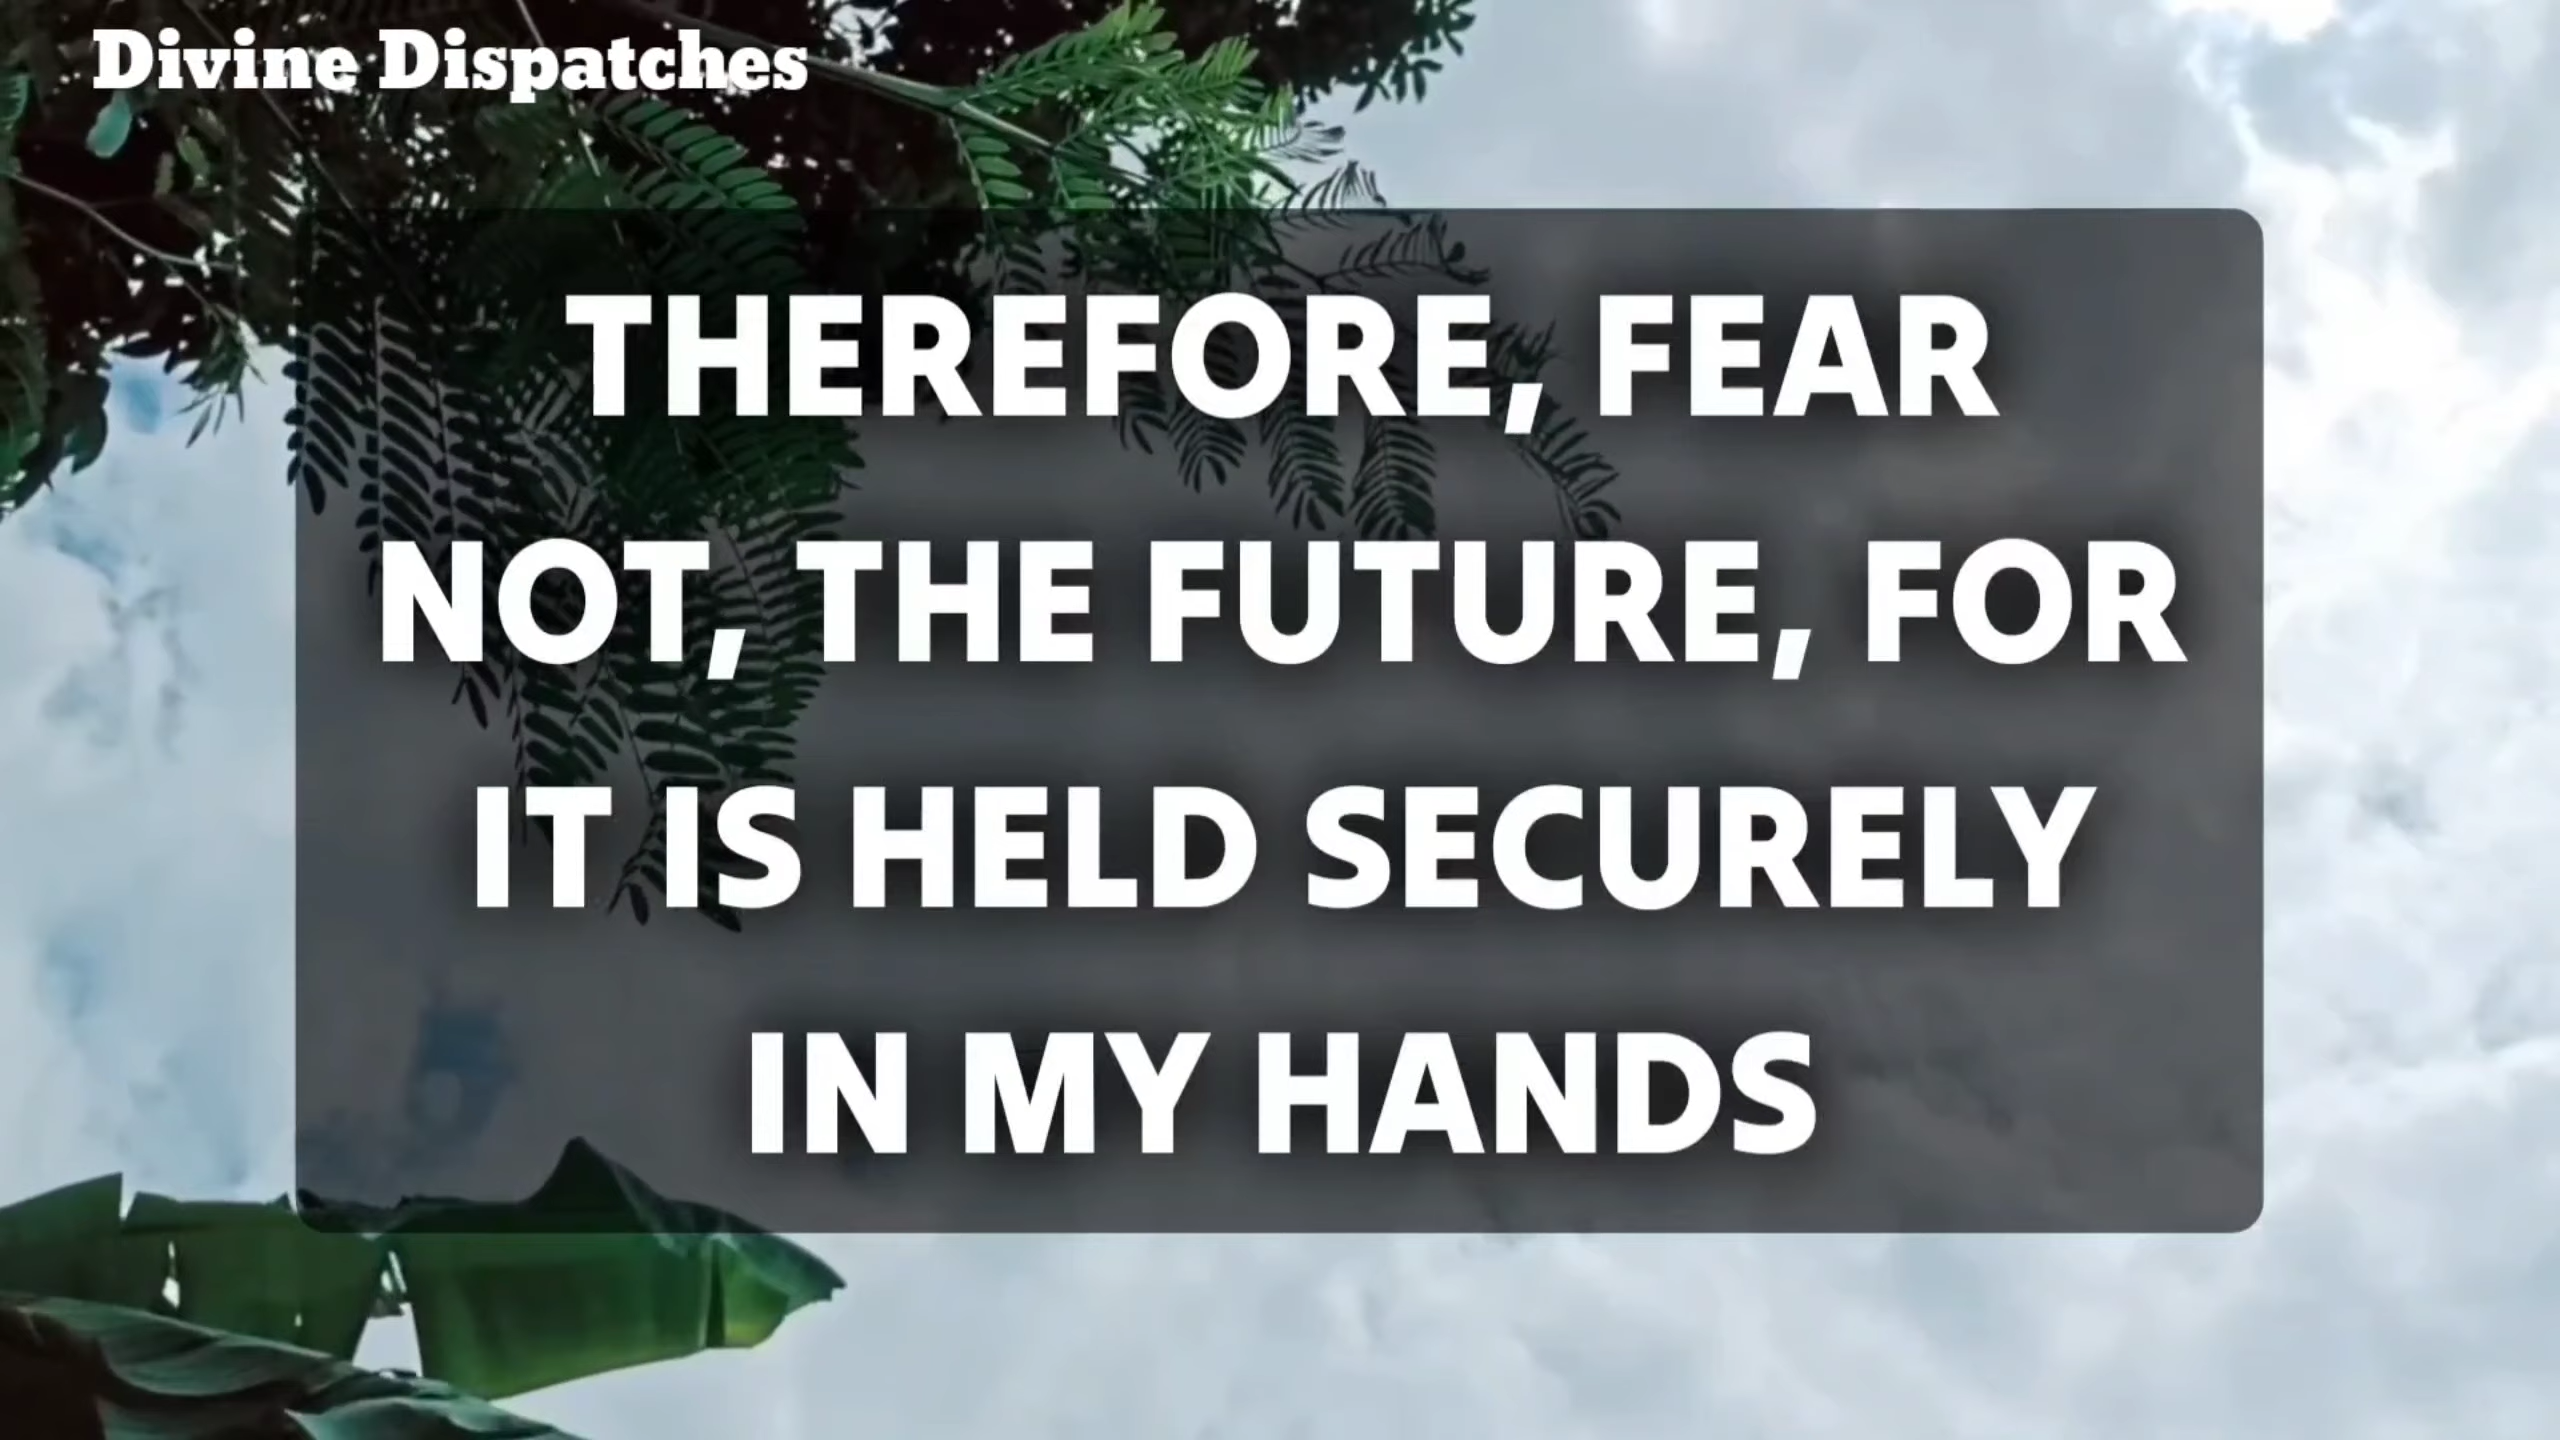 Divine Dispatches
THEREFORE, FEAR
NOT, THE FUTURE, FOR
IT IS HELD SECURELY
IN MY HANDS